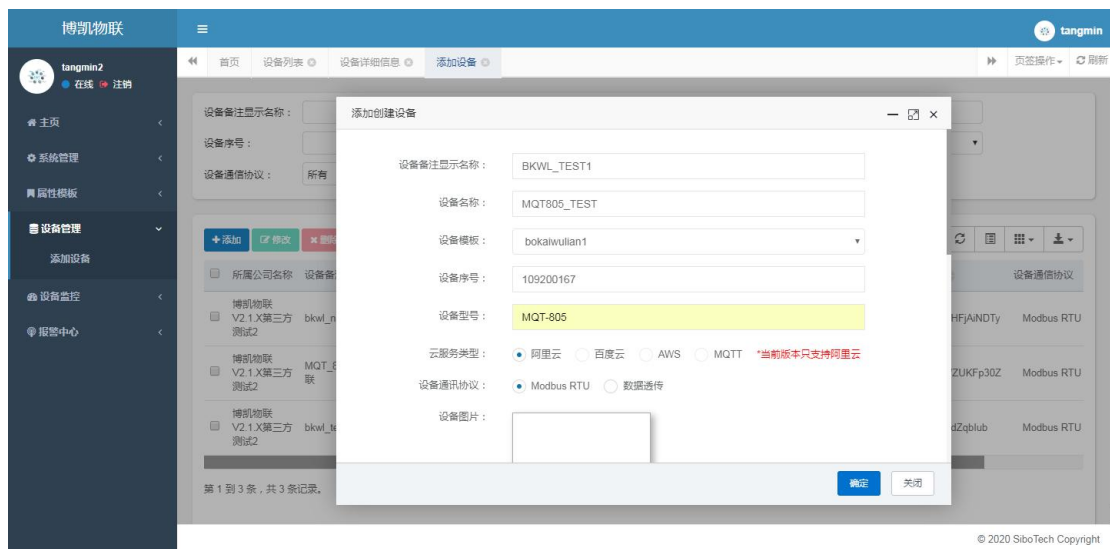 博凯物联
tangmin
tangmin2
在线 注销
首页 设备列表 设备详细信息 添加设备 页签操作 刷新
主页
系统管理
属性模板
设备管理
添加设备
设备监控
报警中心
设备备注显示名称：
设备序号：
设备通信协议： 所有
添加 修改
所属公司名称 设备备 设备通信协议
博凯物联
V2.1.X第三方 bkwl_n HFjAiNDTy Modbus RTU
测试2
博凯物联
V2.1.X第三方 ZUKFp30Z Modbus RTU
测试2
MQT_8
联
博凯物联
V2.1.X第三方 bkwl_te dZqblub Modbus RTU
测试2
第 1 到 3 条，共 3 条记录。
添加创建设备
设备备注显示名称： BKWL_TEST1
设备名称： MQT805_TEST
设备模板： bokaiwulian1
设备序号： 109200167
设备型号： MQT-805
云服务类型： 阿里云 百度云 AWS MQTT *当前版本只支持阿里云
设备通讯协议： Modbus RTU 数据透传
设备图片：
确定 关闭
© 2020 SiboTech Copyright